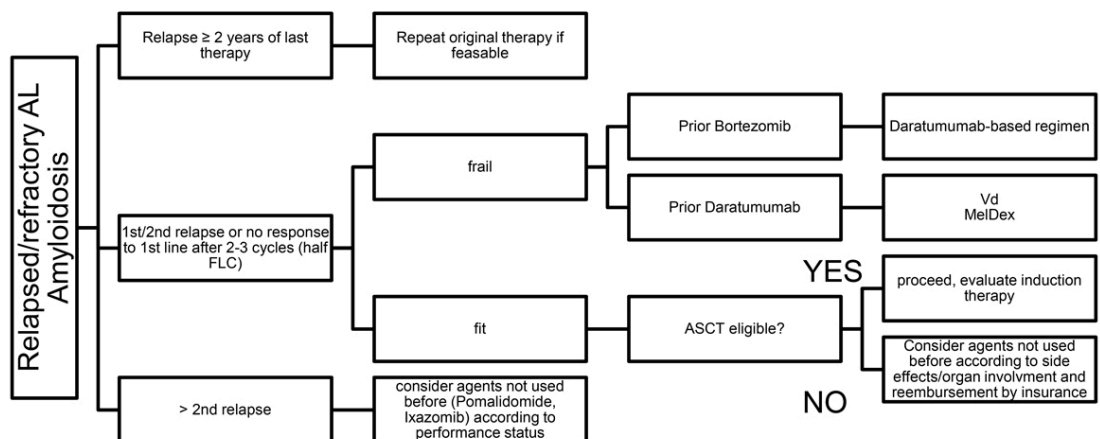 Relapsed/refractory AL
Amyloidosis
Relapse ≥ 2 years of last
therapy
Repeat original therapy if
feasable
1st/2nd relapse or no response
to 1st line after 2-3 cycles (half
FLC)
frail
Prior Bortezomib
Daratumumab-based regimen
Prior Daratumumab
Vd
MelDex
fit
ASCT eligible?
YES
proceed, evaluate induction
therapy
NO
Consider agents not used
before according to side
effects/organ involvment and
reembursement by insurance
> 2nd relapse
consider agents not used
before (Pomalidomide,
Ixazomib) according to
performance status